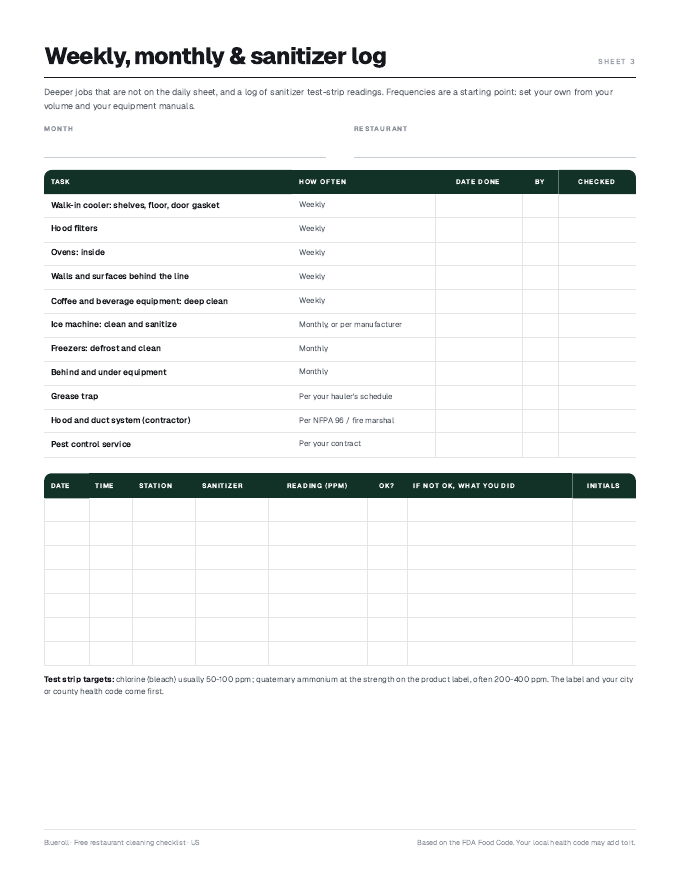 Weekly, monthly & sanitizer log
SHEET 3
Deeper jobs that are not on the daily sheet, and a log of sanitizer test-strip readings. Frequencies are a starting point: set your own from your
volume and your equipment manuals.
MONTH
RESTAURANT
TASK HOW OFTEN DATE DONE BY CHECKED
Walk-in cooler: shelves, floor, door gasket Weekly
Hood filters Weekly
Ovens: inside Weekly
Walls and surfaces behind the line Weekly
Coffee and beverage equipment: deep clean Weekly
Ice machine: clean and sanitize Monthly, or per manufacturer
Freezers: defrost and clean Monthly
Behind and under equipment Monthly
Grease trap Per your hauler's schedule
Hood and duct system (contractor) Per NFPA 96 / fire marshal
Pest control service Per your contract
DATE TIME STATION SANITIZER READING (PPM) OK? IF NOT OK, WHAT YOU DID INITIALS
Test strip targets: chlorine (bleach) usually 50-100 ppm; quaternary ammonium at the strength on the product label, often 200-400 ppm. The label and your city
or county health code come first.
Blueroll · Free restaurant cleaning checklist · US
Based on the FDA Food Code. Your local health code may add to it.